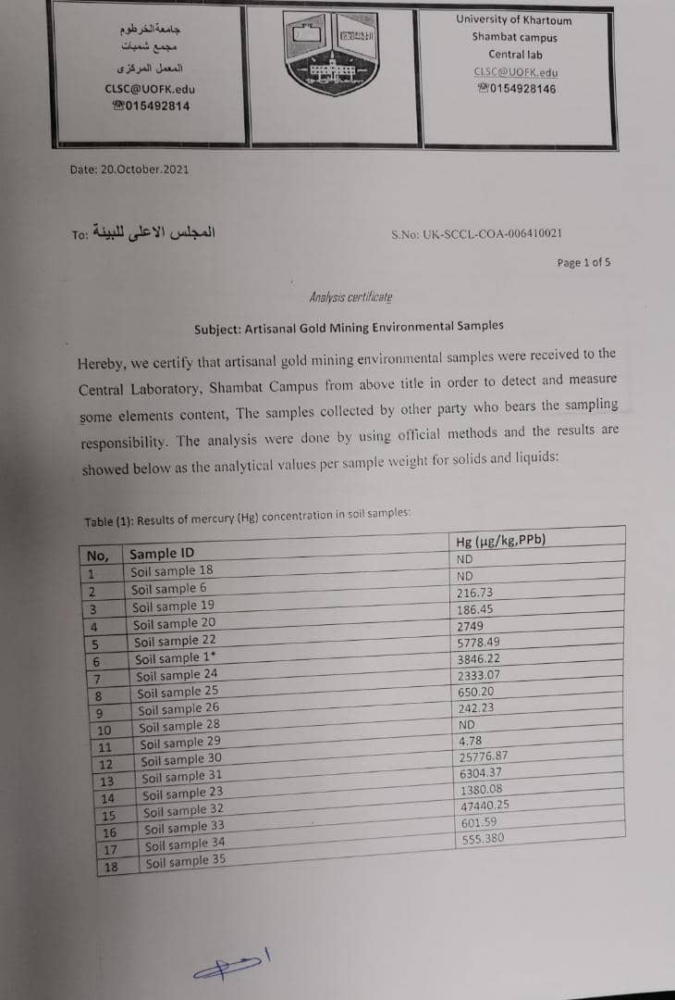 جامعة الخرطوم
مجمع شمبات
المعمل المركزى
CLSC@UOFK.edu
☎015492814
University of Khartoum
Shambat campus
Central lab
CLSC@UOFK.edu
☎0154928146
Date: 20.October.2021
To: المجلس الاعلى للبيئة
S.No: UK-SCCL-COA-006410021
Page 1 of 5
Analysis certificate
Subject: Artisanal Gold Mining Environmental Samples
Hereby, we certify that artisanal gold mining environmental samples were received to the
Central Laboratory, Shambat Campus from above title in order to detect and measure
some elements content, The samples collected by other party who bears the sampling
responsibility. The analysis were done by using official methods and the results are
showed below as the analytical values per sample weight for solids and liquids:
Table (1): Results of mercury (Hg) concentration in soil samples:
No, Sample ID Hg (µg/kg,PPb)
1 Soil sample 18 ND
2 Soil sample 6 ND
3 Soil sample 19 216.73
4 Soil sample 20 186.45
5 Soil sample 22 2749
6 Soil sample 1* 5778.49
7 Soil sample 24 3846.22
8 Soil sample 25 2333.07
9 Soil sample 26 650.20
10 Soil sample 28 242.23
11 Soil sample 29 ND
12 Soil sample 30 4.78
13 Soil sample 31 25776.87
14 Soil sample 23 6304.37
15 Soil sample 32 1380.08
16 Soil sample 33 47440.25
17 Soil sample 34 601.59
18 Soil sample 35 555.380